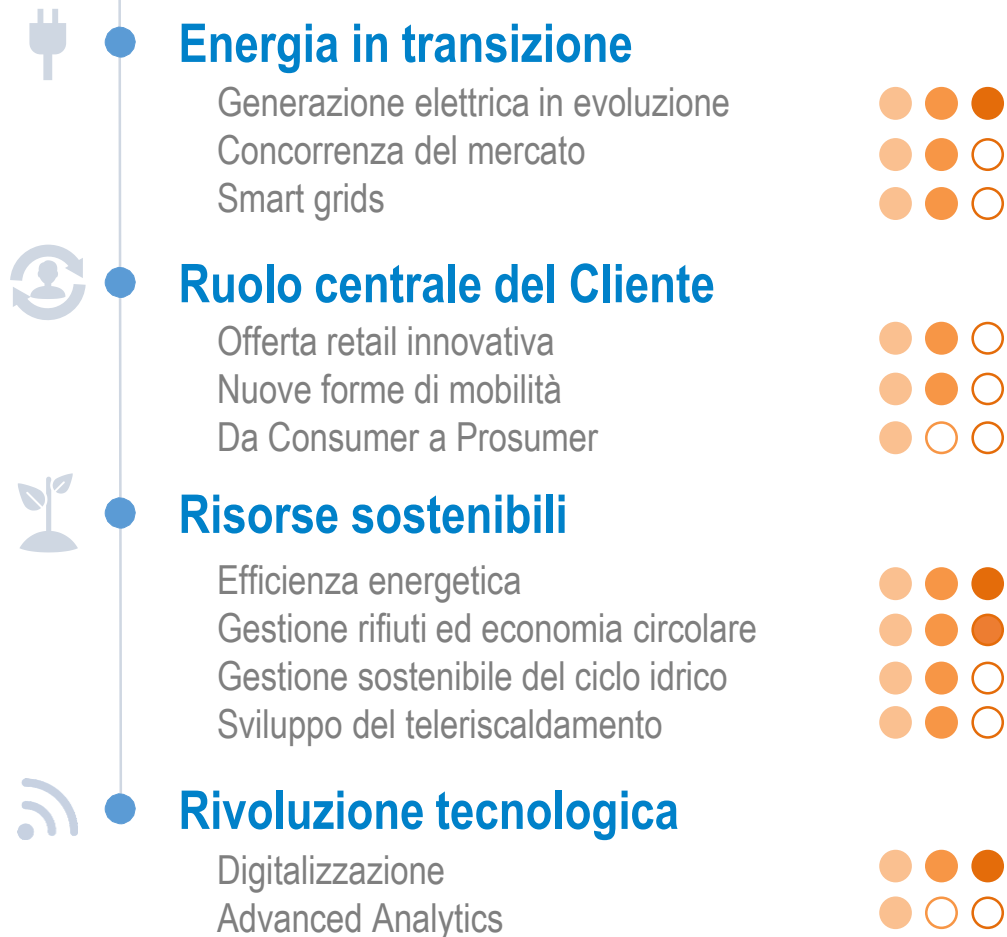 Energia in transizione
Generazione elettrica in evoluzione
Concorrenza del mercato
Smart grids
Ruolo centrale del Cliente
Offerta retail innovativa
Nuove forme di mobilità
Da Consumer a Prosumer
Risorse sostenibili
Efficienza energetica
Gestione rifiuti ed economia circolare
Gestione sostenibile del ciclo idrico
Sviluppo del teleriscaldamento
Rivoluzione tecnologica
Digitalizzazione
Advanced Analytics